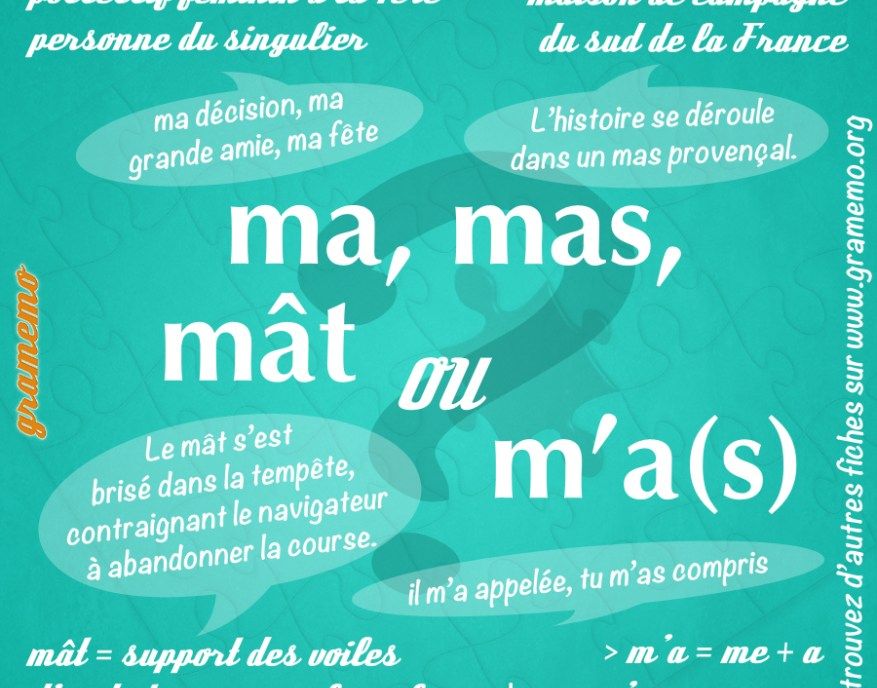 personne du singulier
du sud de la France
ma décision, ma
grande amie, ma fête
L'histoire se déroule
dans un mas provençal.
ma, mas,
mât
ou
m'a(s)
Le mât s'est
brisé dans la tempête,
contraignant le navigateur
à abandonner la course.
il m'a appelée, tu m'as compris
mât = support des voiles
> m'a = me + a
gramemo
trouvez d'autres fiches sur www.gramemo.org